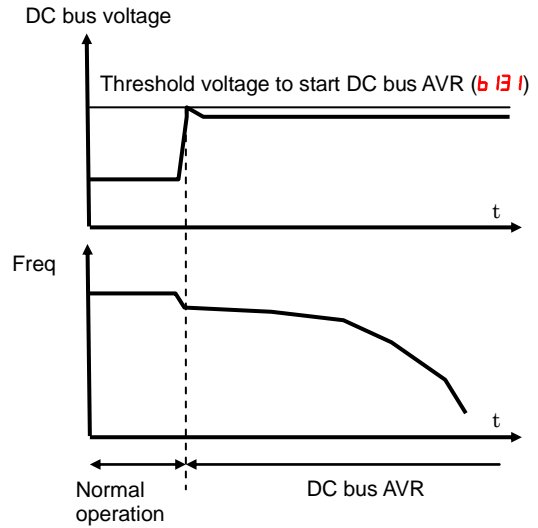 DC bus voltage
Threshold voltage to start DC bus AVR (b131)
t
Freq
t
Normal
operation
DC bus AVR